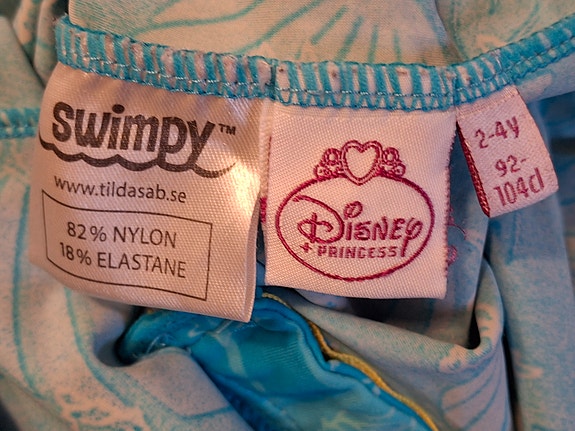 swimpy™
www.tildasab.se
82% NYLON
18% ELASTANE
Disney
PRINCESS
2-4y
92-
104cl